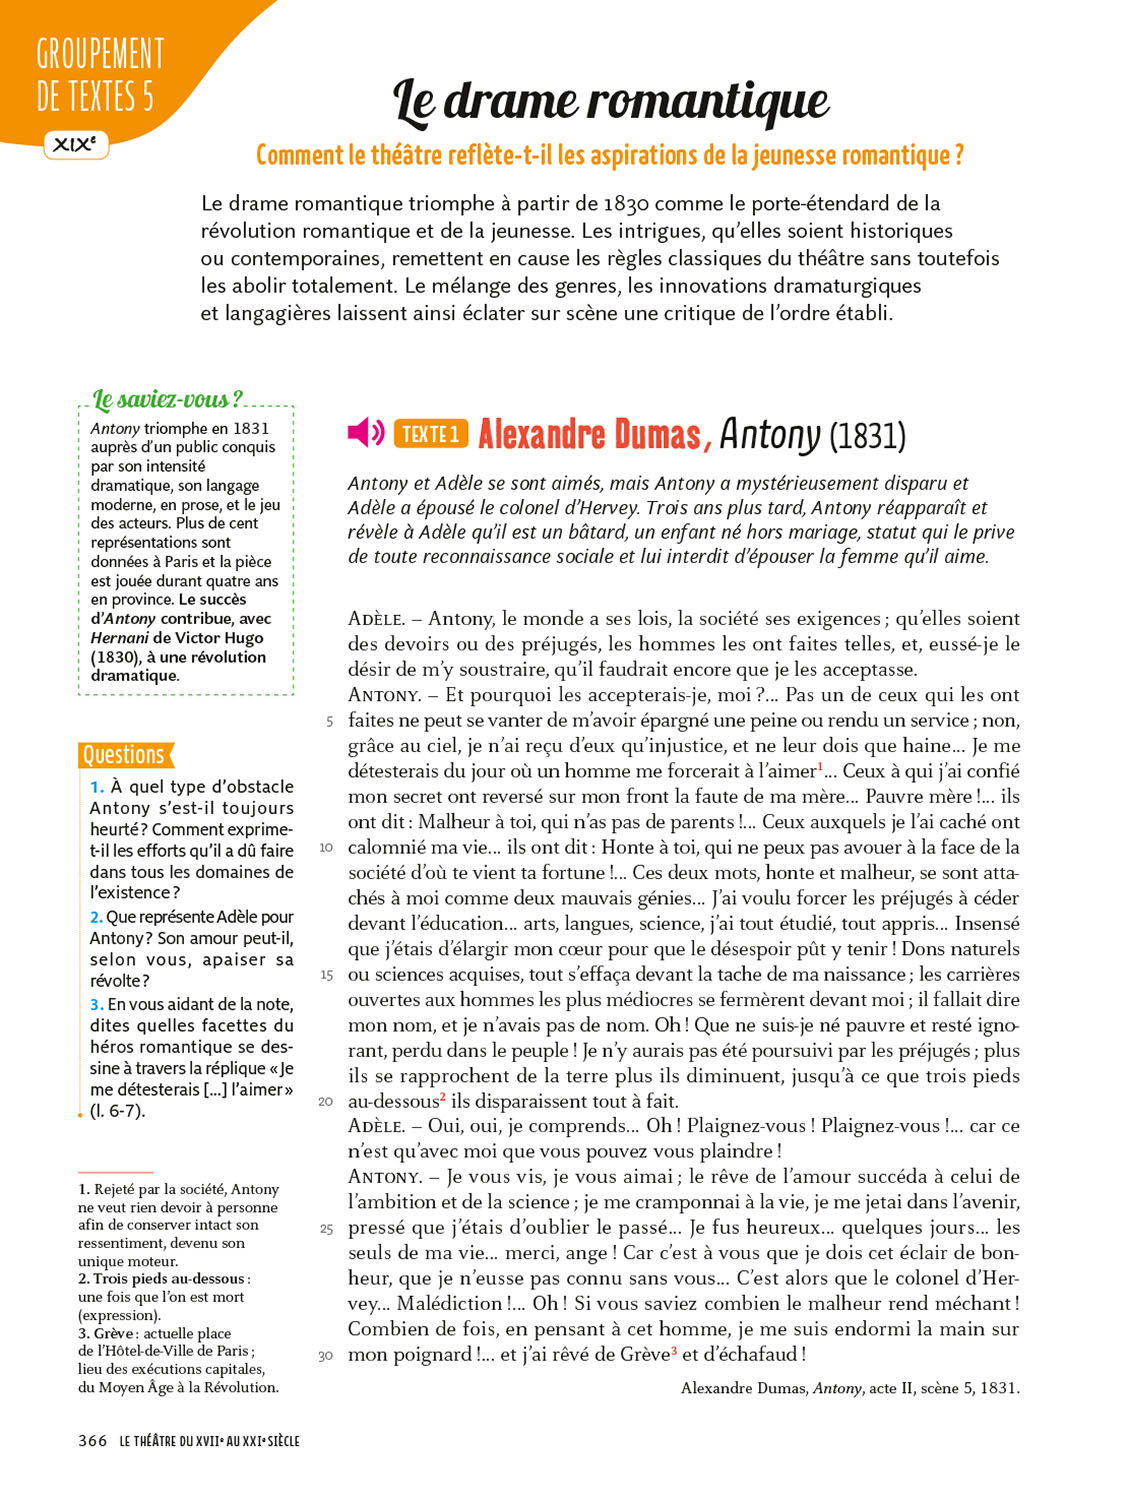 GROUPEMENT
DE TEXTES 5
XIXe
Le drame romantique
Comment le théâtre reflète-t-il les aspirations de la jeunesse romantique ?
Le drame romantique triomphe à partir de 1830 comme le porte-étendard de la
révolution romantique et de la jeunesse. Les intrigues, qu’elles soient historiques
ou contemporaines, remettent en cause les règles classiques du théâtre sans toutefois
les abolir totalement. Le mélange des genres, les innovations dramaturgiques
et langagières laissent ainsi éclater sur scène une critique de l’ordre établi.
Le saviez-vous ?
Antony triomphe en 1831
auprès d’un public conquis
par son intensité
dramatique, son langage
moderne, en prose, et le jeu
des acteurs. Plus de cent
représentations sont
données à Paris et la pièce
est jouée durant quatre ans
en province. Le succès
d’Antony contribue, avec
Hernani de Victor Hugo
(1830), à une révolution
dramatique.
Questions
1. À quel type d’obstacle
Antony s’est-il toujours
heurté ? Comment exprime-
t-il les efforts qu’il a dû faire
dans tous les domaines de
l’existence ?
2. Que représente Adèle pour
Antony ? Son amour peut-il,
selon vous, apaiser sa
révolte ?
3. En vous aidant de la note,
dites quelles facettes du
héros romantique se des-
sine à travers la réplique « Je
me détesterais [...] l’aimer »
(l. 6-7).
1. Rejeté par la société, Antony
ne veut rien devoir à personne
afin de conserver intact son
ressentiment, devenu son
unique moteur.
2. Trois pieds au-dessous :
une fois que l’on est mort
(expression).
3. Grève : actuelle place
de l’Hôtel-de-Ville de Paris ;
lieu des exécutions capitales,
du Moyen Âge à la Révolution.
TEXTE 1 Alexandre Dumas, Antony (1831)
Antony et Adèle se sont aimés, mais Antony a mystérieusement disparu et
Adèle a épousé le colonel d’Hervey. Trois ans plus tard, Antony réapparaît et
révèle à Adèle qu’il est un bâtard, un enfant né hors mariage, statut qui le prive
de toute reconnaissance sociale et lui interdit d’épouser la femme qu’il aime.
ADÈLE. – Antony, le monde a ses lois, la société ses exigences ; qu’elles soient
des devoirs ou des préjugés, les hommes les ont faites telles, et, eussé-je le
désir de m’y soustraire, qu’il faudrait encore que je les acceptasse.
ANTONY. – Et pourquoi les accepterais-je, moi ?... Pas un de ceux qui les ont
5 faites ne peut se vanter de m’avoir épargné une peine ou rendu un service ; non,
grâce au ciel, je n’ai reçu d’eux qu’injustice, et ne leur dois que haine... Je me
détesterais du jour où un homme me forcerait à l’aimer1... Ceux à qui j’ai confié
mon secret ont reversé sur mon front la faute de ma mère... Pauvre mère !... ils
ont dit : Malheur à toi, qui n’as pas de parents !... Ceux auxquels je l’ai caché ont
10 calomnié ma vie... ils ont dit : Honte à toi, qui ne peux pas avouer à la face de la
société d’où te vient ta fortune !... Ces deux mots, honte et malheur, se sont atta-
chés à moi comme deux mauvais génies... J’ai voulu forcer les préjugés à céder
devant l’éducation... arts, langues, science, j’ai tout étudié, tout appris... Insensé
que j’étais d’élargir mon cœur pour que le désespoir pût y tenir ! Dons naturels
15 ou sciences acquises, tout s’effaça devant la tache de ma naissance ; les carrières
ouvertes aux hommes les plus médiocres se fermèrent devant moi ; il fallait dire
mon nom, et je n’avais pas de nom. Oh ! Que ne suis-je né pauvre et resté igno-
rant, perdu dans le peuple ! Je n’y aurais pas été poursuivi par les préjugés ; plus
ils se rapprochent de la terre plus ils diminuent, jusqu’à ce que trois pieds
20 au-dessous2 ils disparaissent tout à fait.
ADÈLE. – Oui, oui, je comprends... Oh ! Plaignez-vous ! Plaignez-vous !... car ce
n’est qu’avec moi que vous pouvez vous plaindre !
ANTONY. – Je vous vis, je vous aimai ; le rêve de l’amour succéda à celui de
l’ambition et de la science ; je me cramponnai à la vie, je me jetai dans l’avenir,
25 pressé que j’étais d’oublier le passé... Je fus heureux... quelques jours... les
seuls de ma vie... merci, ange ! Car c’est à vous que je dois cet éclair de bon-
heur, que je n’eusse pas connu sans vous... C’est alors que le colonel d’Her-
vey... Malédiction !... Oh ! Si vous saviez combien le malheur rend méchant !
Combien de fois, en pensant à cet homme, je me suis endormi la main sur
30 mon poignard !... et j’ai rêvé de Grève3 et d’échafaud !
Alexandre Dumas, Antony, acte II, scène 5, 1831.
366 LE THÉÂTRE DU XVIIe AU XXIe SIÈCLE